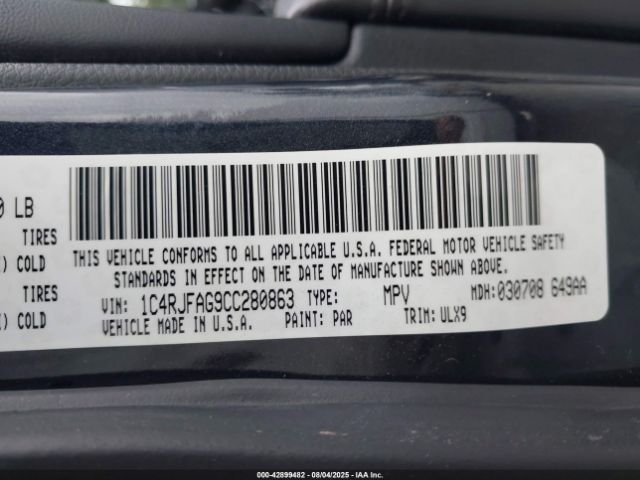 0 LB
TIRES
) COLD
TIRES
) COLD
THIS VEHICLE CONFORMS TO ALL APPLICABLE U.S.A. FEDERAL MOTOR VEHICLE SAFETY
STANDARDS IN EFFECT ON THE DATE OF MANUFACTURE SHOWN ABOVE.
VIN: 1C4RJFAG9CC280863 TYPE: MPV MDH: 030708 649AA
VEHICLE MADE IN U.S.A. PAINT: PAR TRIM: ULX9
000-42899482 - 08/04/2025 - IAA Inc.